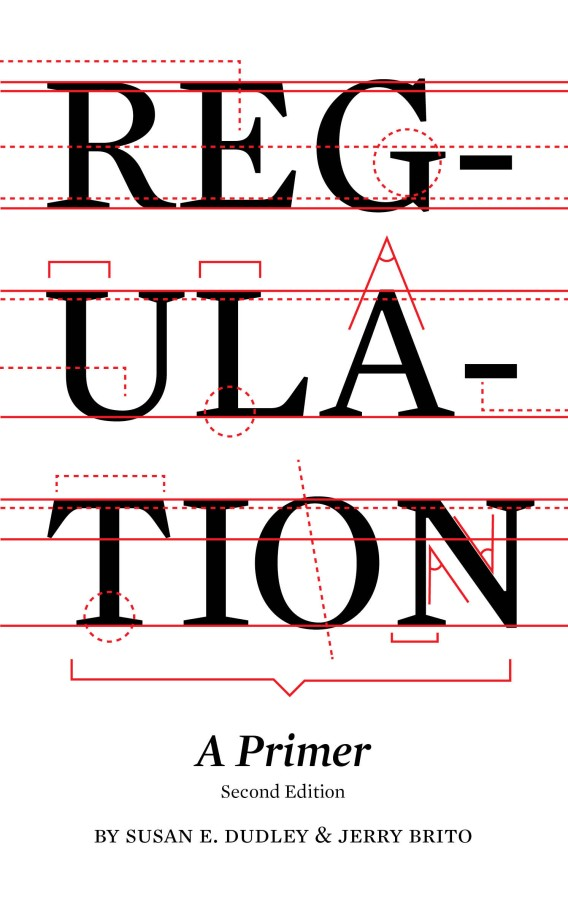 REG-
ULA-
TION
A Primer
Second Edition
BY SUSAN E. DUDLEY & JERRY BRITO